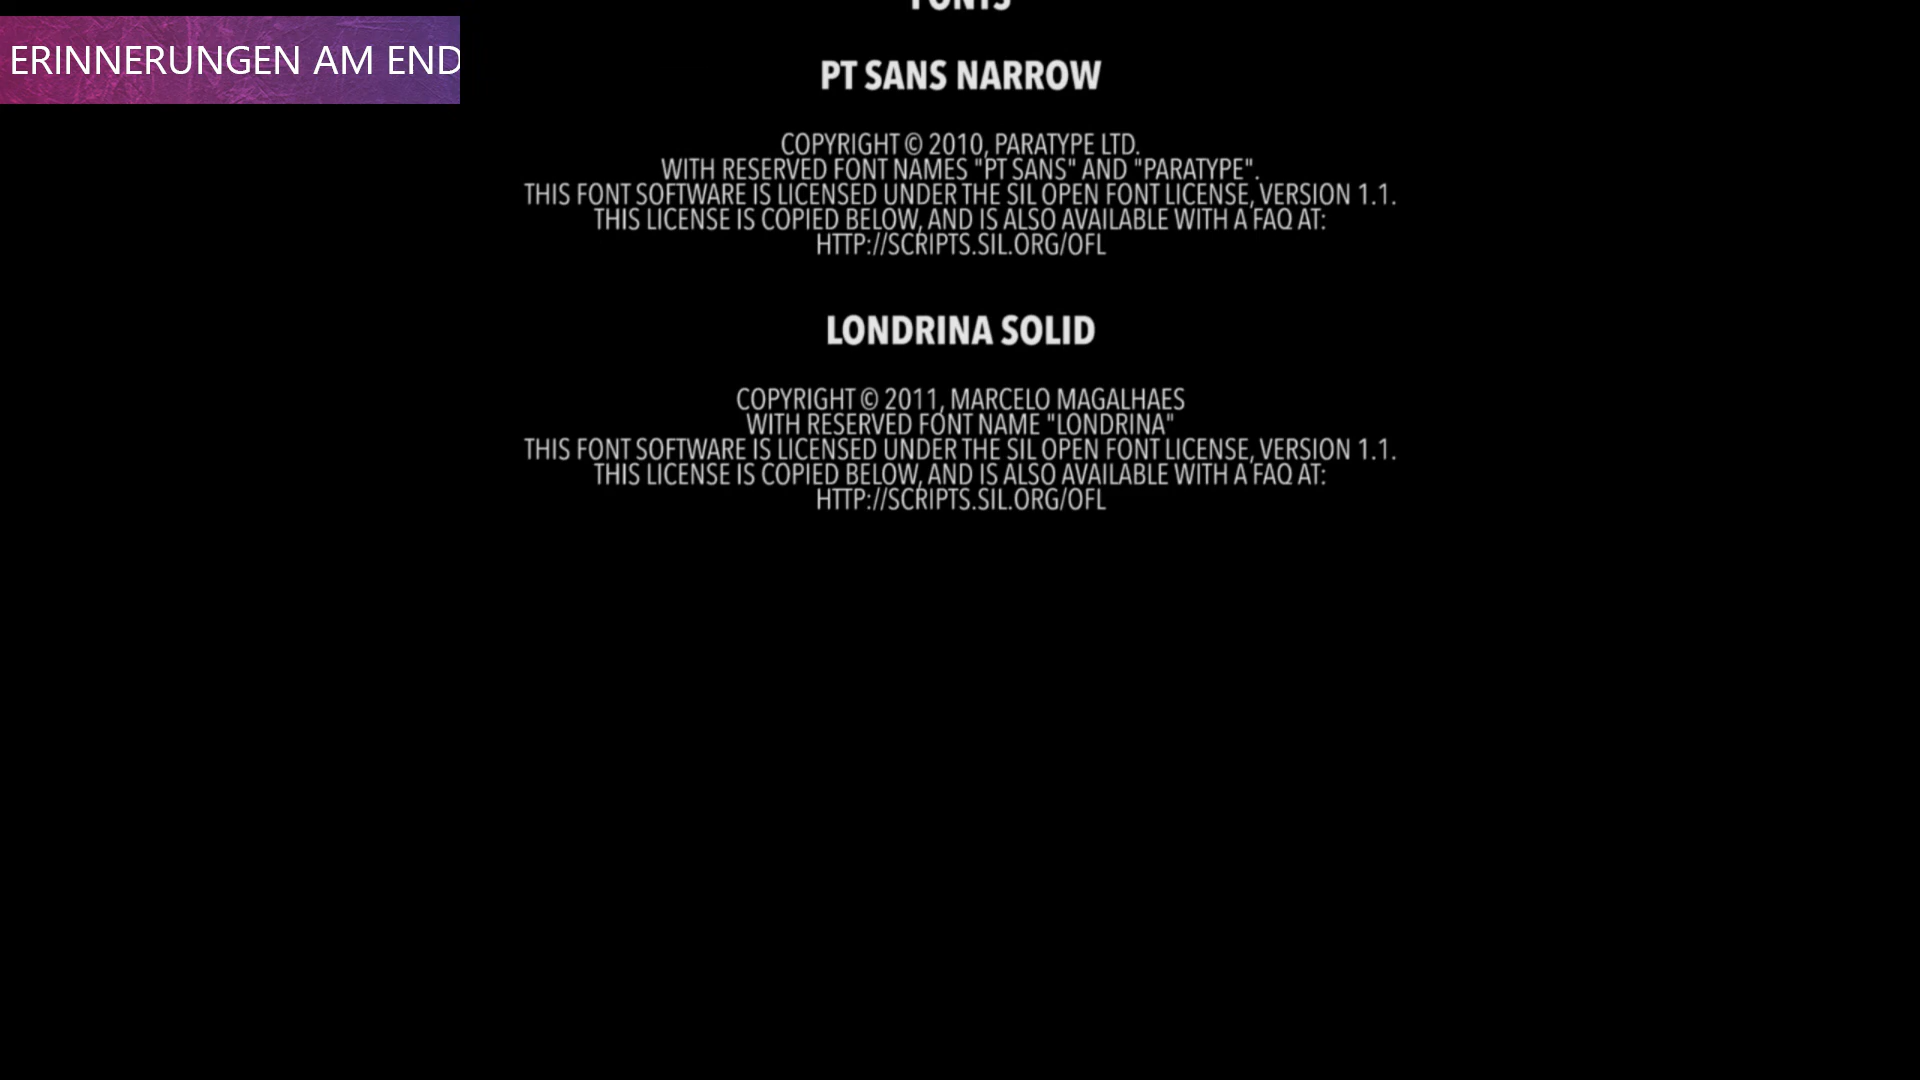 FONTS
ERINNERUNGEN AM END
PT SANS NARROW
COPYRIGHT © 2010, PARATYPE LTD.
WITH RESERVED FONT NAMES "PT SANS" AND "PARATYPE".
THIS FONT SOFTWARE IS LICENSED UNDER THE SIL OPEN FONT LICENSE, VERSION 1.1.
THIS LICENSE IS COPIED BELOW, AND IS ALSO AVAILABLE WITH A FAQ AT:
HTTP://SCRIPTS.SIL.ORG/OFL
LONDRINA SOLID
COPYRIGHT © 2011, MARCELO MAGALHAES
WITH RESERVED FONT NAME "LONDRINA"
THIS FONT SOFTWARE IS LICENSED UNDER THE SIL OPEN FONT LICENSE, VERSION 1.1.
THIS LICENSE IS COPIED BELOW, AND IS ALSO AVAILABLE WITH A FAQ AT:
HTTP://SCRIPTS.SIL.ORG/OFL